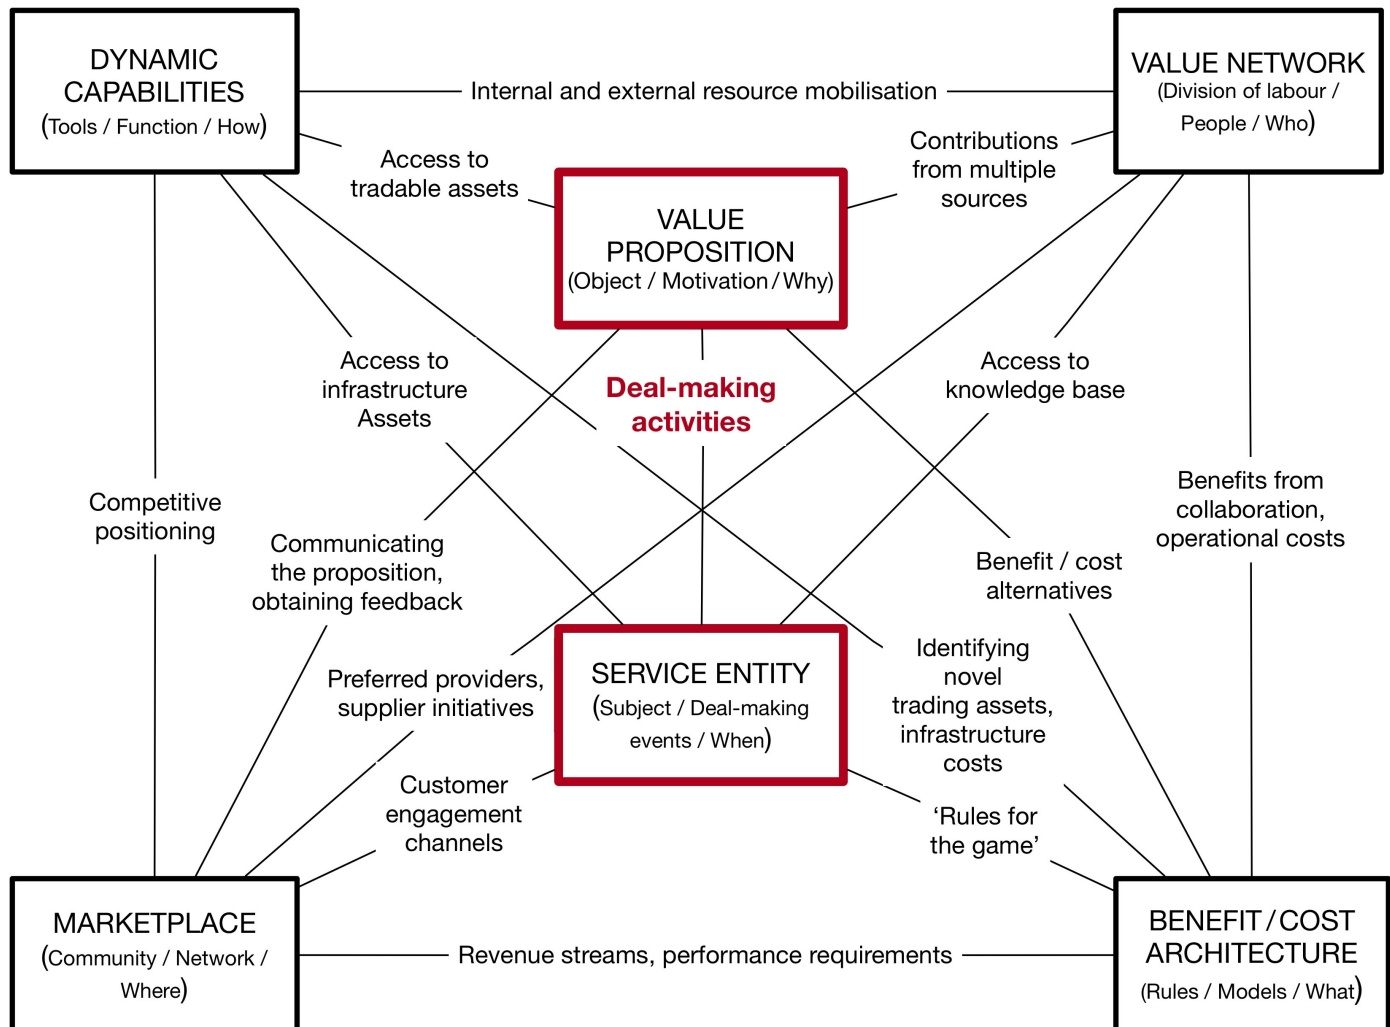 DYNAMIC
CAPABILITIES
(Tools / Function / How)
Internal and external resource mobilisation
VALUE NETWORK
(Division of labour /
People / Who)
Access to
tradable assets
Contributions
from multiple
sources
VALUE
PROPOSITION
(Object / Motivation / Why)
Access to
infrastructure
Assets
Deal-making
activities
Access to
knowledge base
Competitive
positioning
Benefits from
collaboration,
operational costs
Communicating
the proposition,
obtaining feedback
Benefit / cost
alternatives
Preferred providers,
supplier initiatives
SERVICE ENTITY
(Subject / Deal-making
events / When)
Identifying
novel
trading assets,
infrastructure
costs
Customer
engagement
channels
‘Rules for
the game’
MARKETPLACE
(Community / Network /
Where)
Revenue streams, performance requirements
BENEFIT / COST
ARCHITECTURE
(Rules / Models / What)